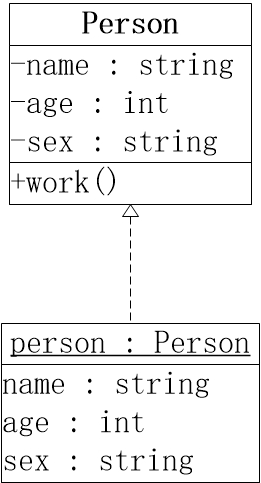 Person
-name : string
-age : int
-sex : string
+work()
person : Person
name : string
age : int
sex : string